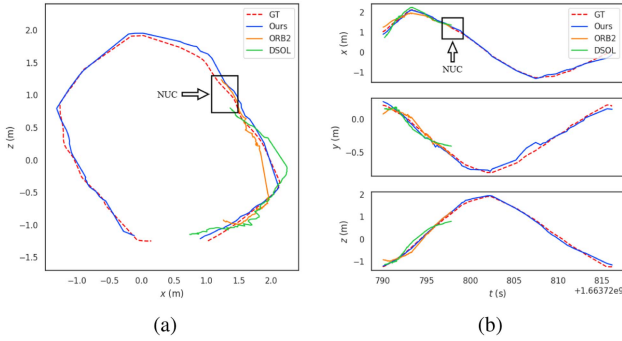 GT
Ours
ORB2
DSOL
NUC
z (m)
1.5
1.0
0.5
0.0
-0.5
-1.0
-1.5
-1.0
-0.5
0.0
0.5
1.0
1.5
2.0
x (m)
(a)
GT
Ours
ORB2
DSOL
NUC
x (m)
2
1
0
-1
y (m)
0.0
-0.5
z (m)
2
1
0
-1
790
795
800
805
810
815
t (s)
+1.66372e9
(b)